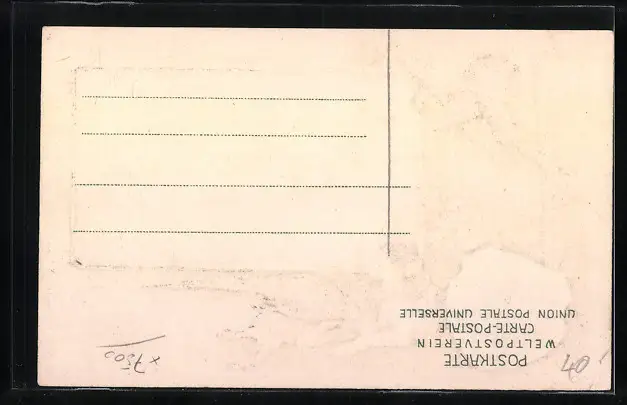 POSTKARTE
WELTPOSTVEREIN
CARTE-POSTALE
UNION POSTALE UNIVERSELLE
40